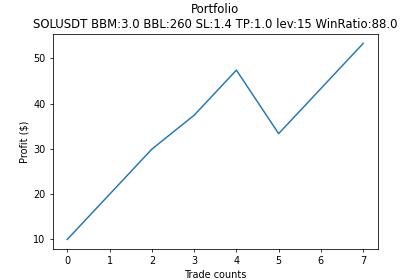 Portfolio
SOLUSDT BBM:3.0 BBL:260 SL:1.4 TP:1.0 lev:15 WinRatio:88.0
Profit ($)
50
40
30
20
10
0 1 2 3 4 5 6 7
Trade counts